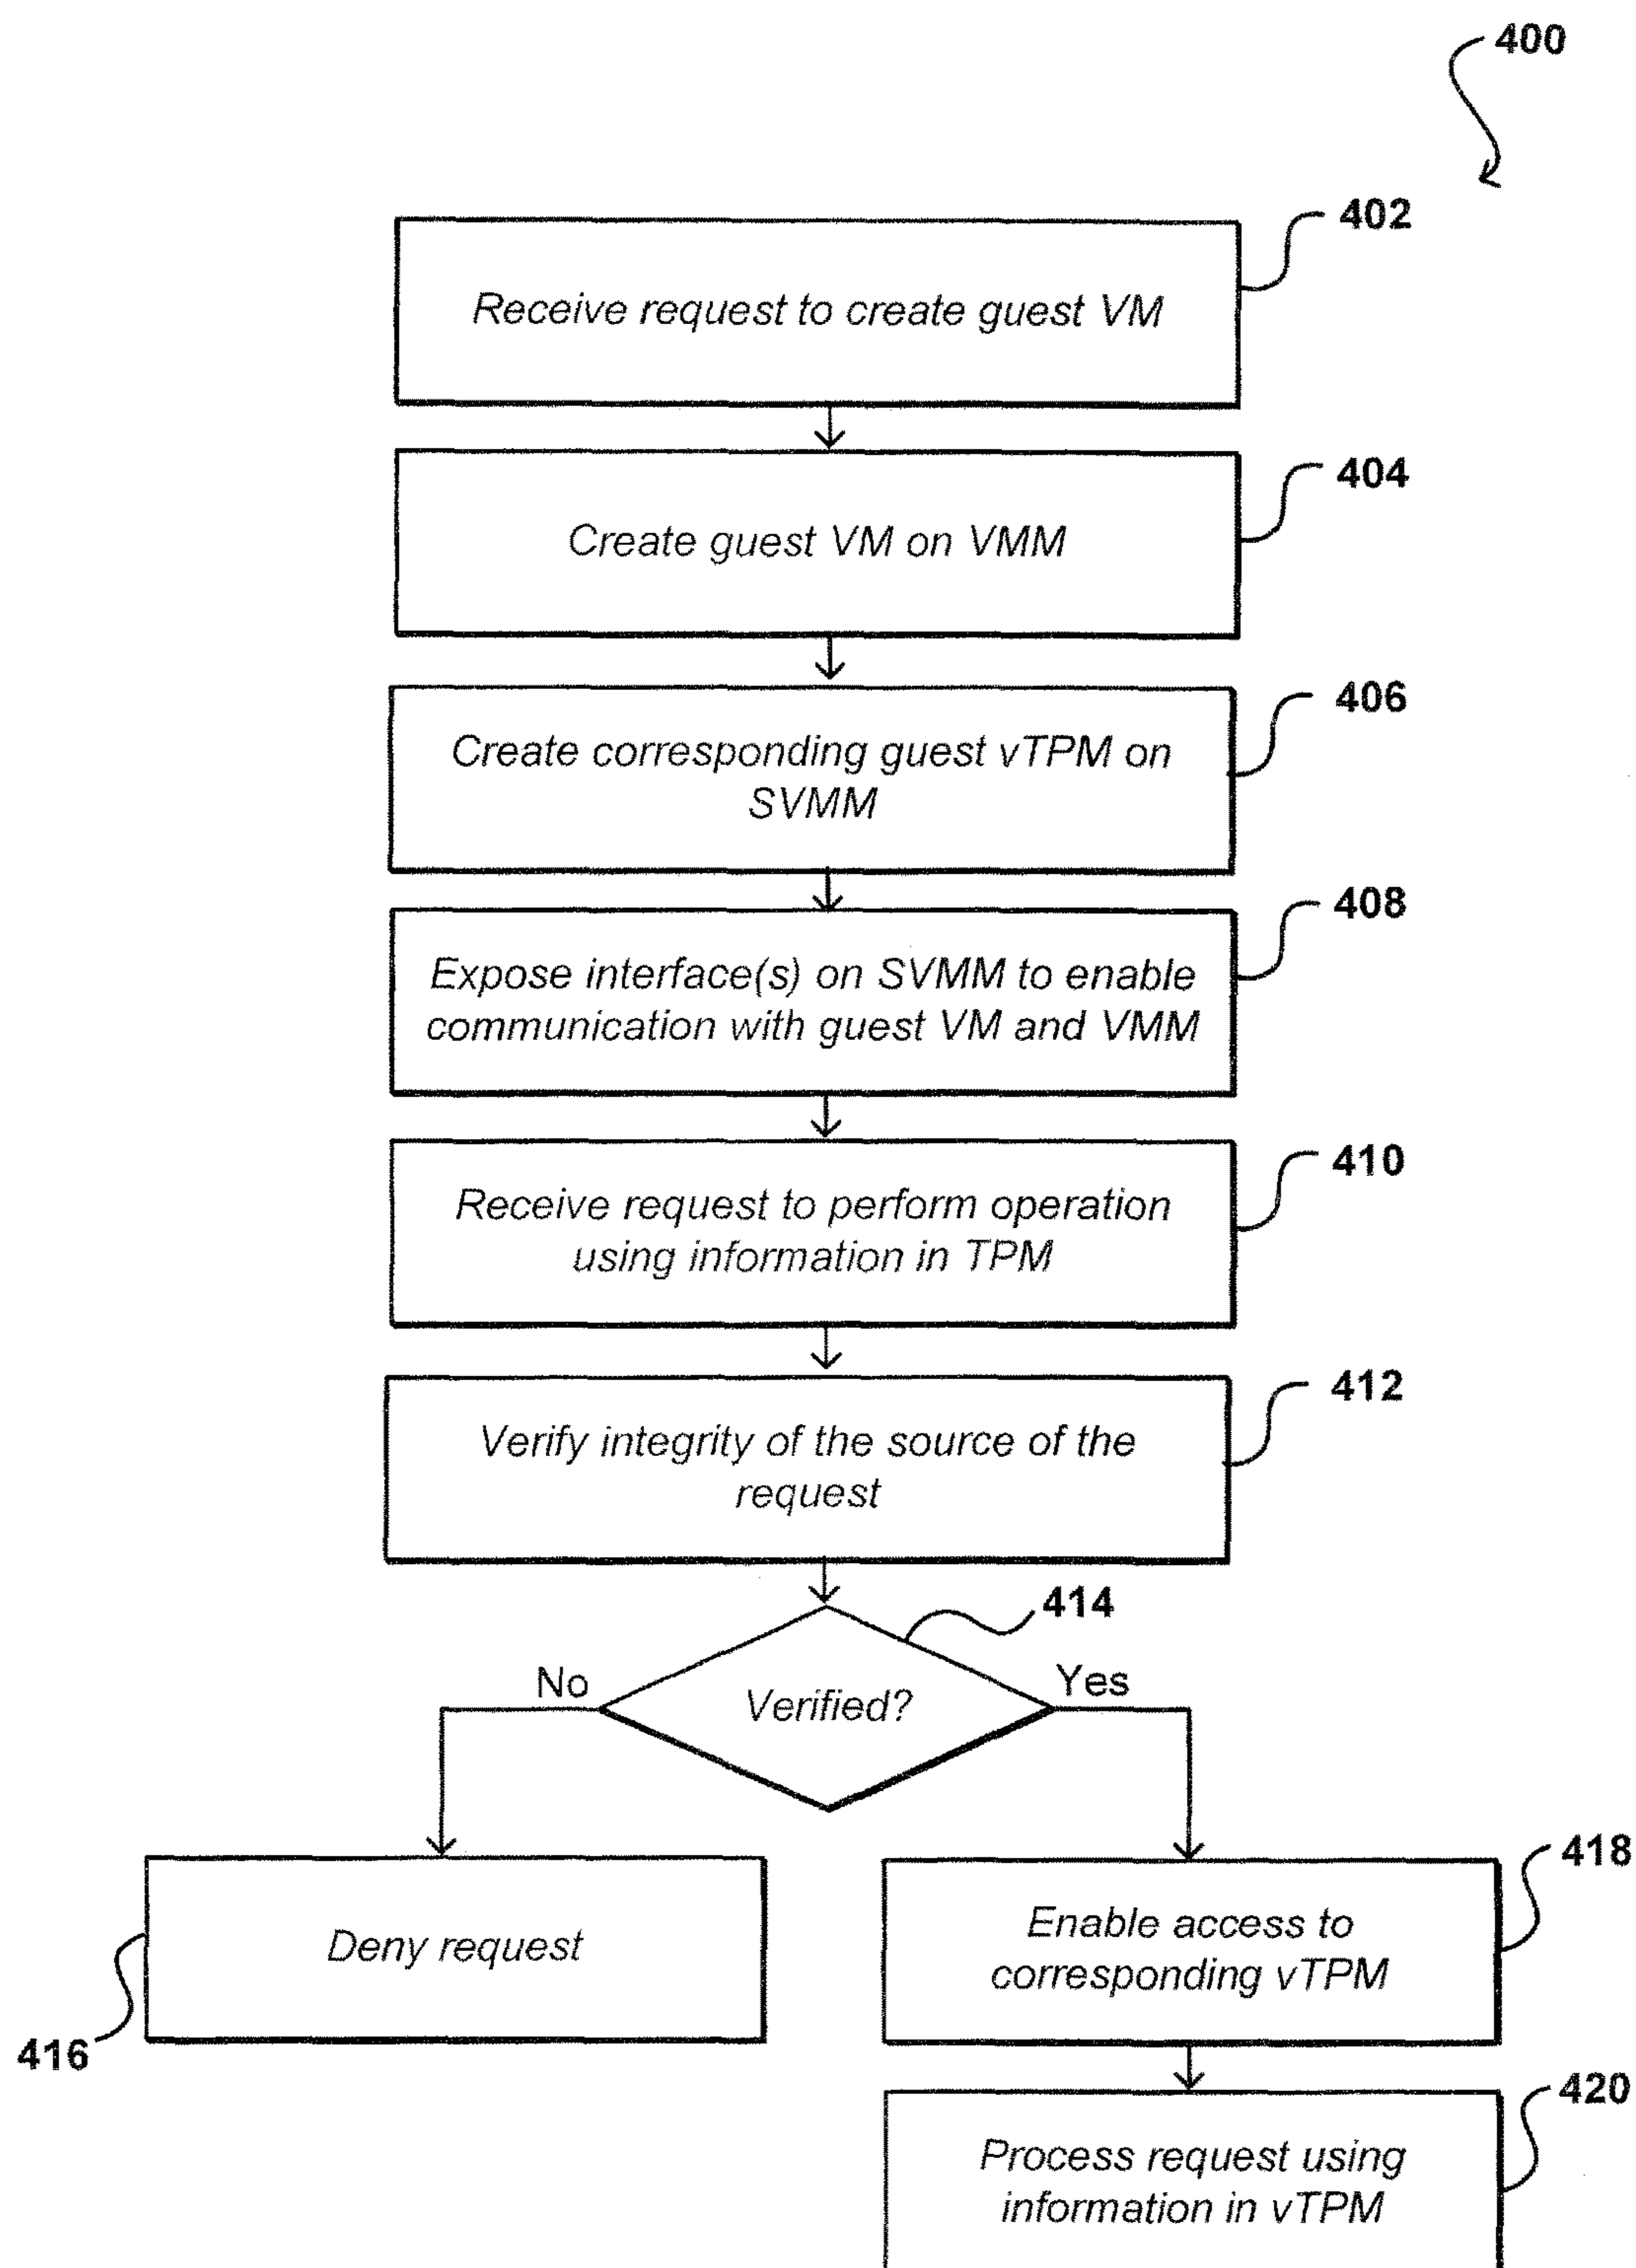 400
402
Receive request to create guest VM
404
Create guest VM on VMM
406
Create corresponding guest vTPM on
SVMM
408
Expose interface(s) on SVMM to enable
communication with guest VM and VMM
410
Receive request to perform operation
using information in TPM
412
Verify integrity of the source of the
request
414
No
Verified?
Yes
418
Deny request
Enable access to
corresponding vTPM
416
420
Process request using
information in vTPM